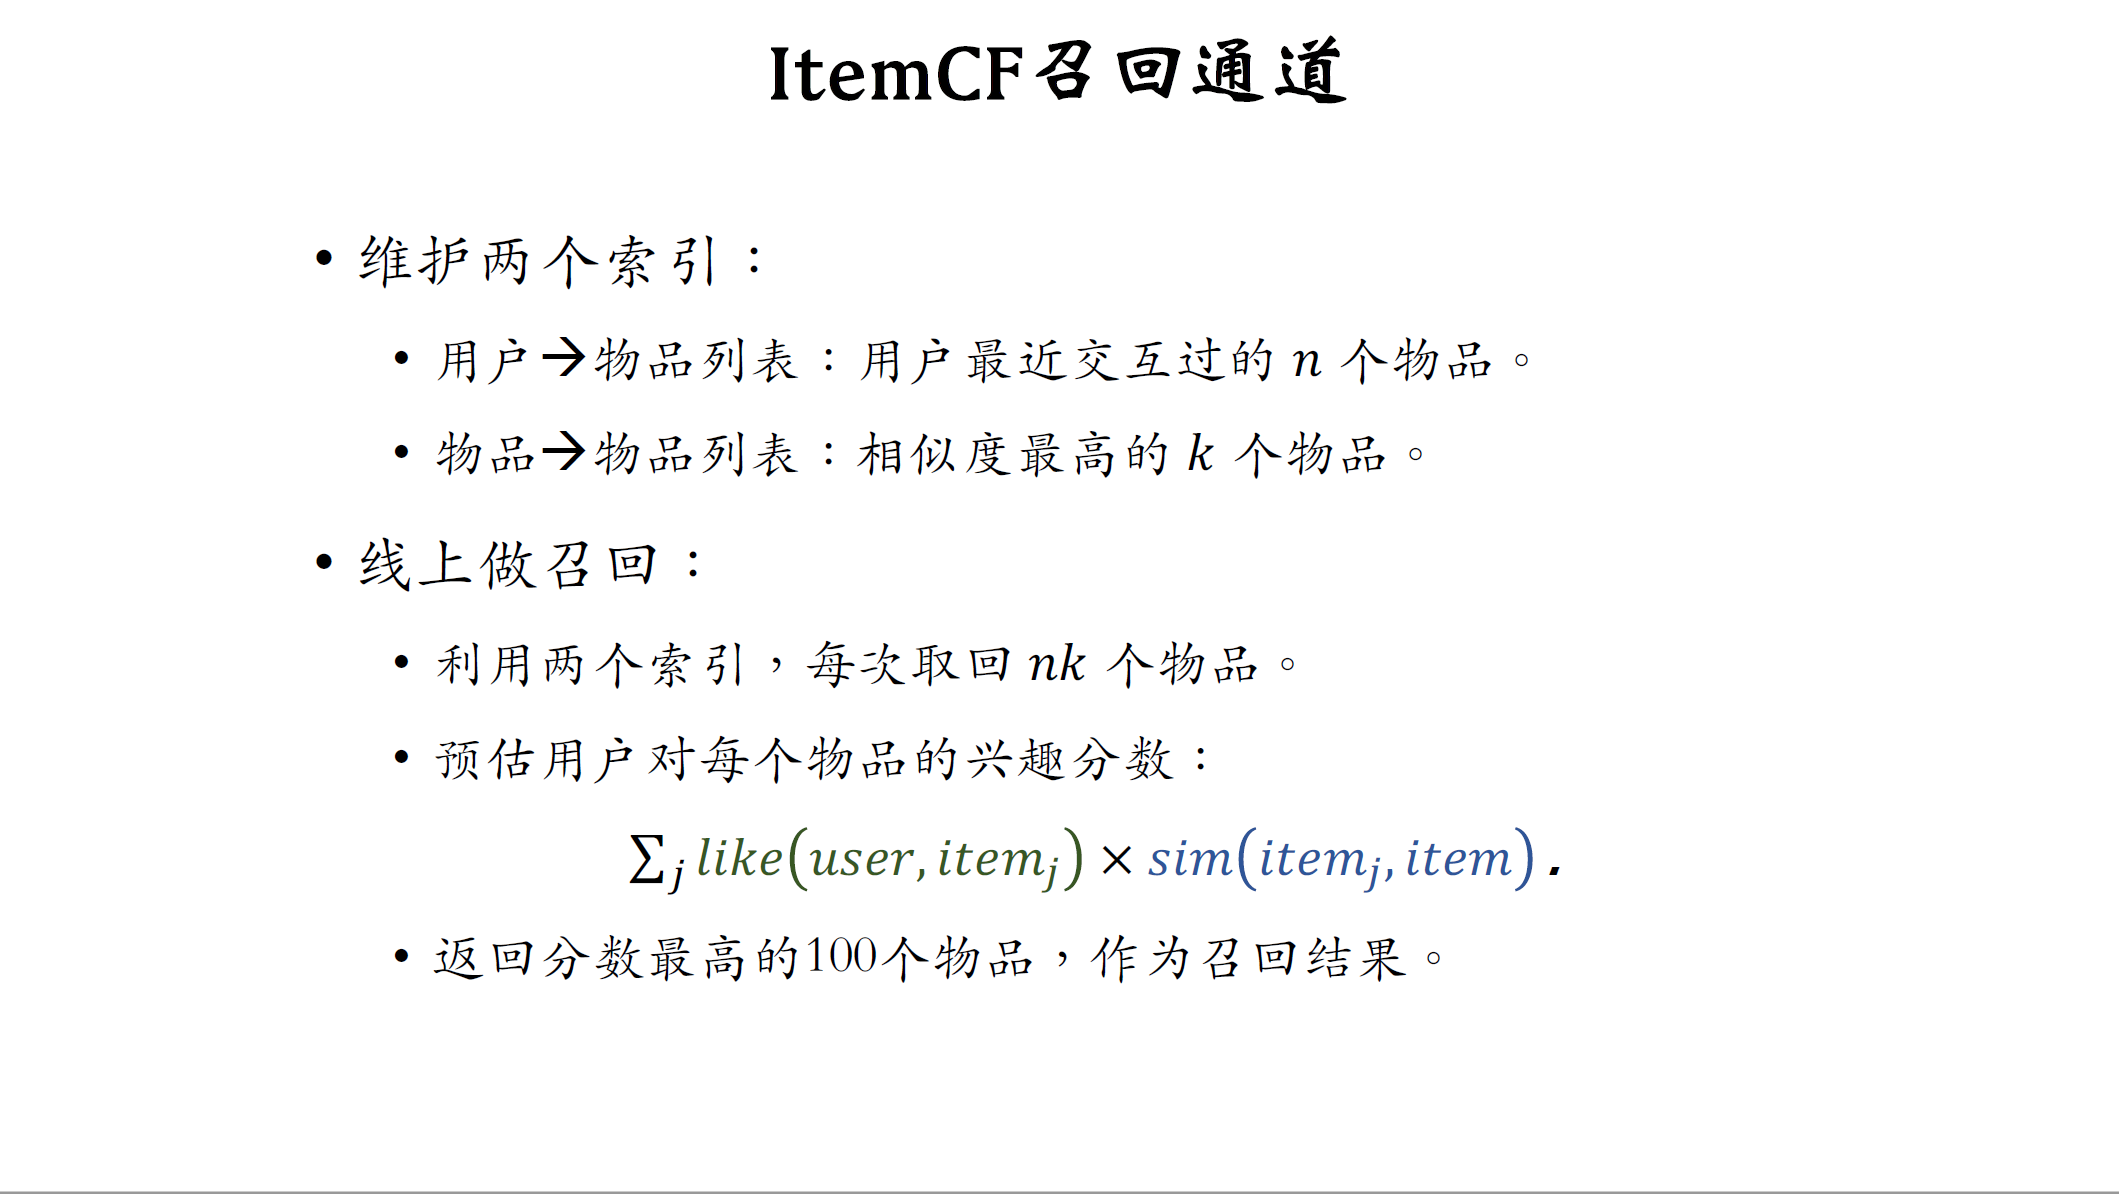 ItemCF召回通道
• 维护两个索引：
• 用户→物品列表：用户最近交互过的 n 个物品。
• 物品→物品列表：相似度最高的 k 个物品。
• 线上做召回：
• 利用两个索引，每次取回 nk 个物品。
• 预估用户对每个物品的兴趣分数：
∑ⱼ like(user, itemⱼ) × sim(itemⱼ, item) .
• 返回分数最高的100个物品，作为召回结果。